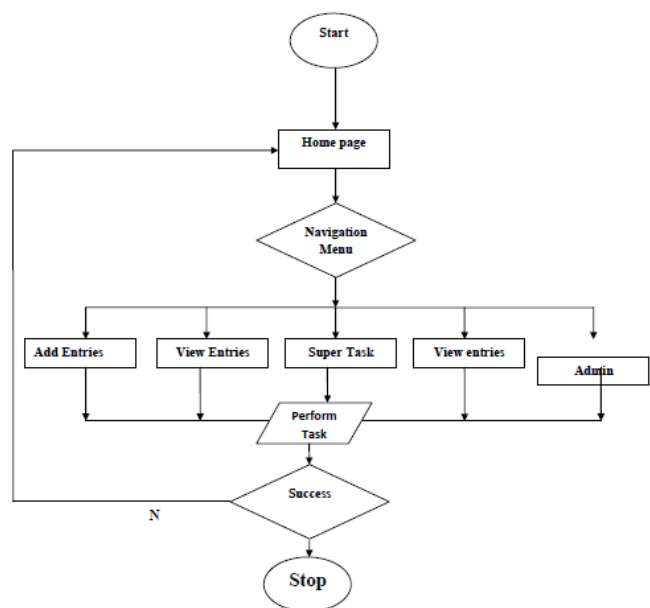 Start
Home page
Navigation
Menu
Add Entries
View Entries
Super Task
View entries
Admin
Perform
Task
Success
N
Stop